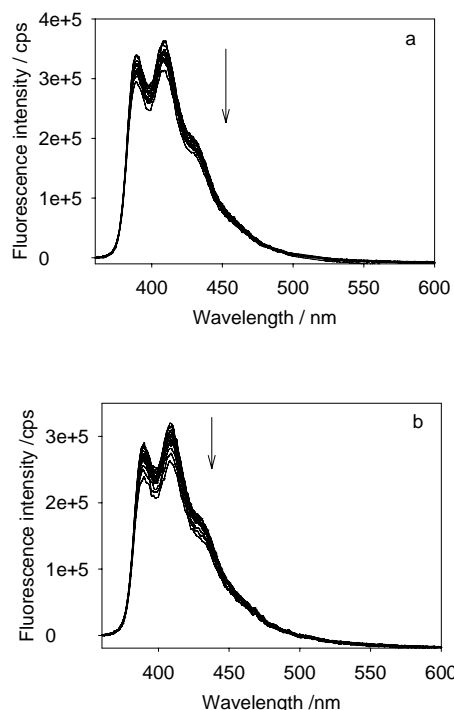 a
4e+5
3e+5
2e+5
1e+5
0
Fluorescence intensity / cps
400 450 500 550 600
Wavelength / nm
b
3e+5
2e+5
1e+5
0
Fluorescence intensity /cps
400 450 500 550 600
Wavelength /nm